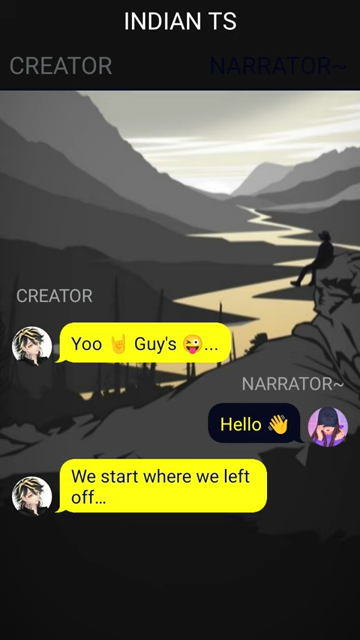 INDIAN TS
CREATOR
NARRATOR~
CREATOR
Yoo 🤘 Guy's 😜...
NARRATOR~
Hello 👋
We start where we left
off...